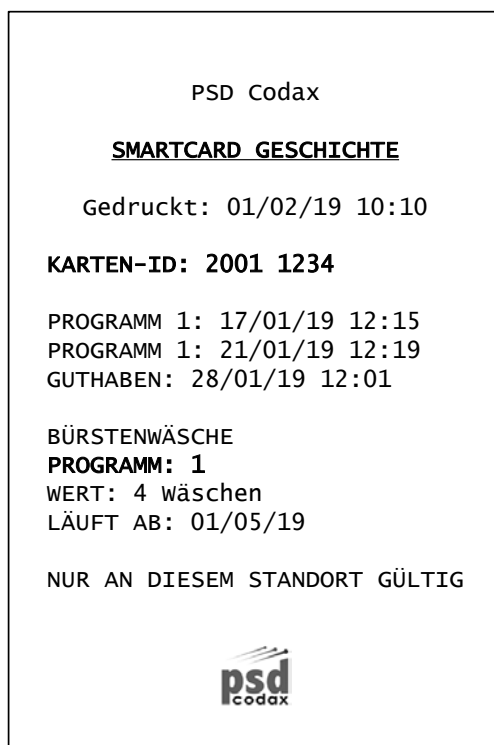 PSD Codax
SMARTCARD GESCHICHTE
Gedruckt: 01/02/19 10:10
KARTEN-ID: 2001 1234
PROGRAMM 1: 17/01/19 12:15
PROGRAMM 1: 21/01/19 12:19
GUTHABEN: 28/01/19 12:01
BÜRSTENWÄSCHE
PROGRAMM: 1
WERT: 4 Wäschen
LÄUFT AB: 01/05/19
NUR AN DIESEM STANDORT GÜLTIG
psd
codax